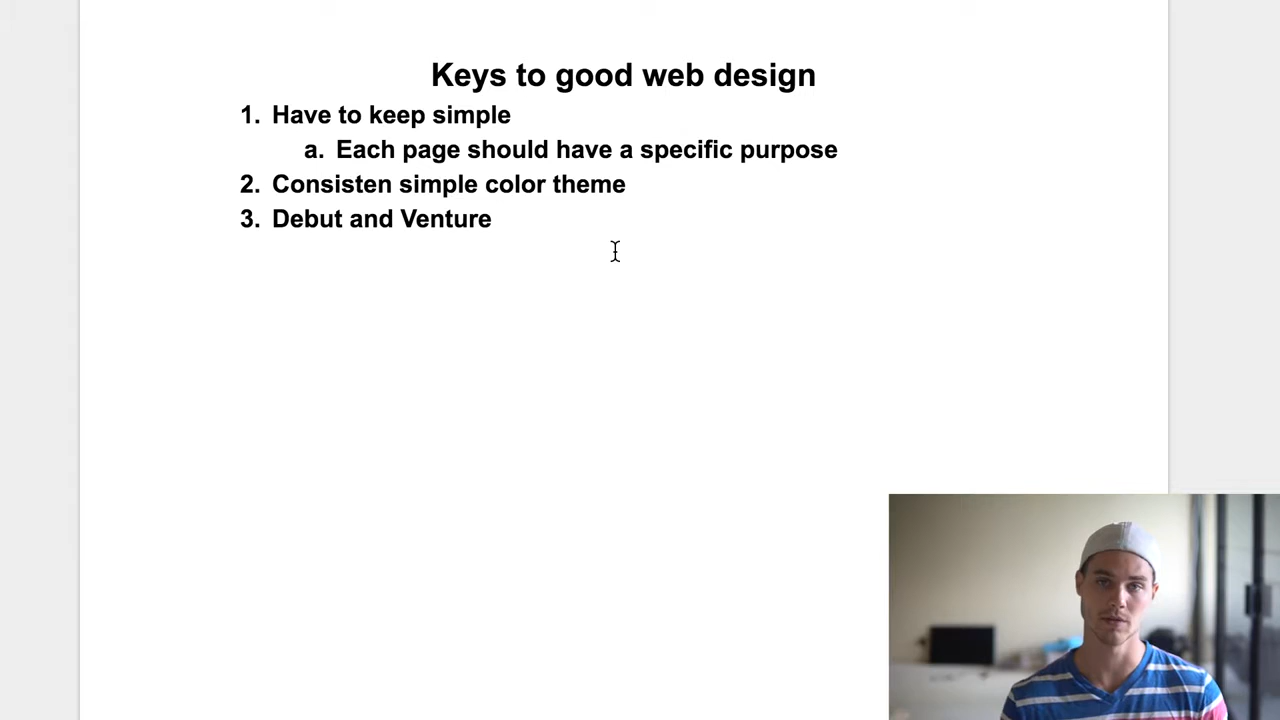 Keys to good web design
1. Have to keep simple
a. Each page should have a specific purpose
2. Consisten simple color theme
3. Debut and Venture